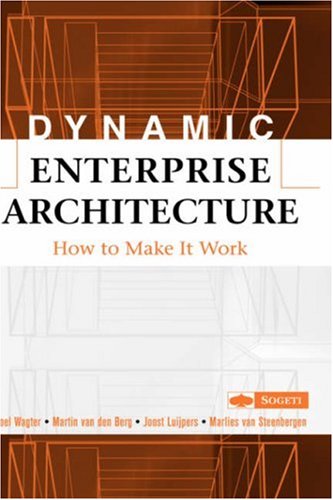 DYNAMIC
ENTERPRISE
ARCHITECTURE
How to Make It Work
SOGETI
oel Wagter • Martin van den Berg • Joost Luijpers • Marlies van Steenbergen